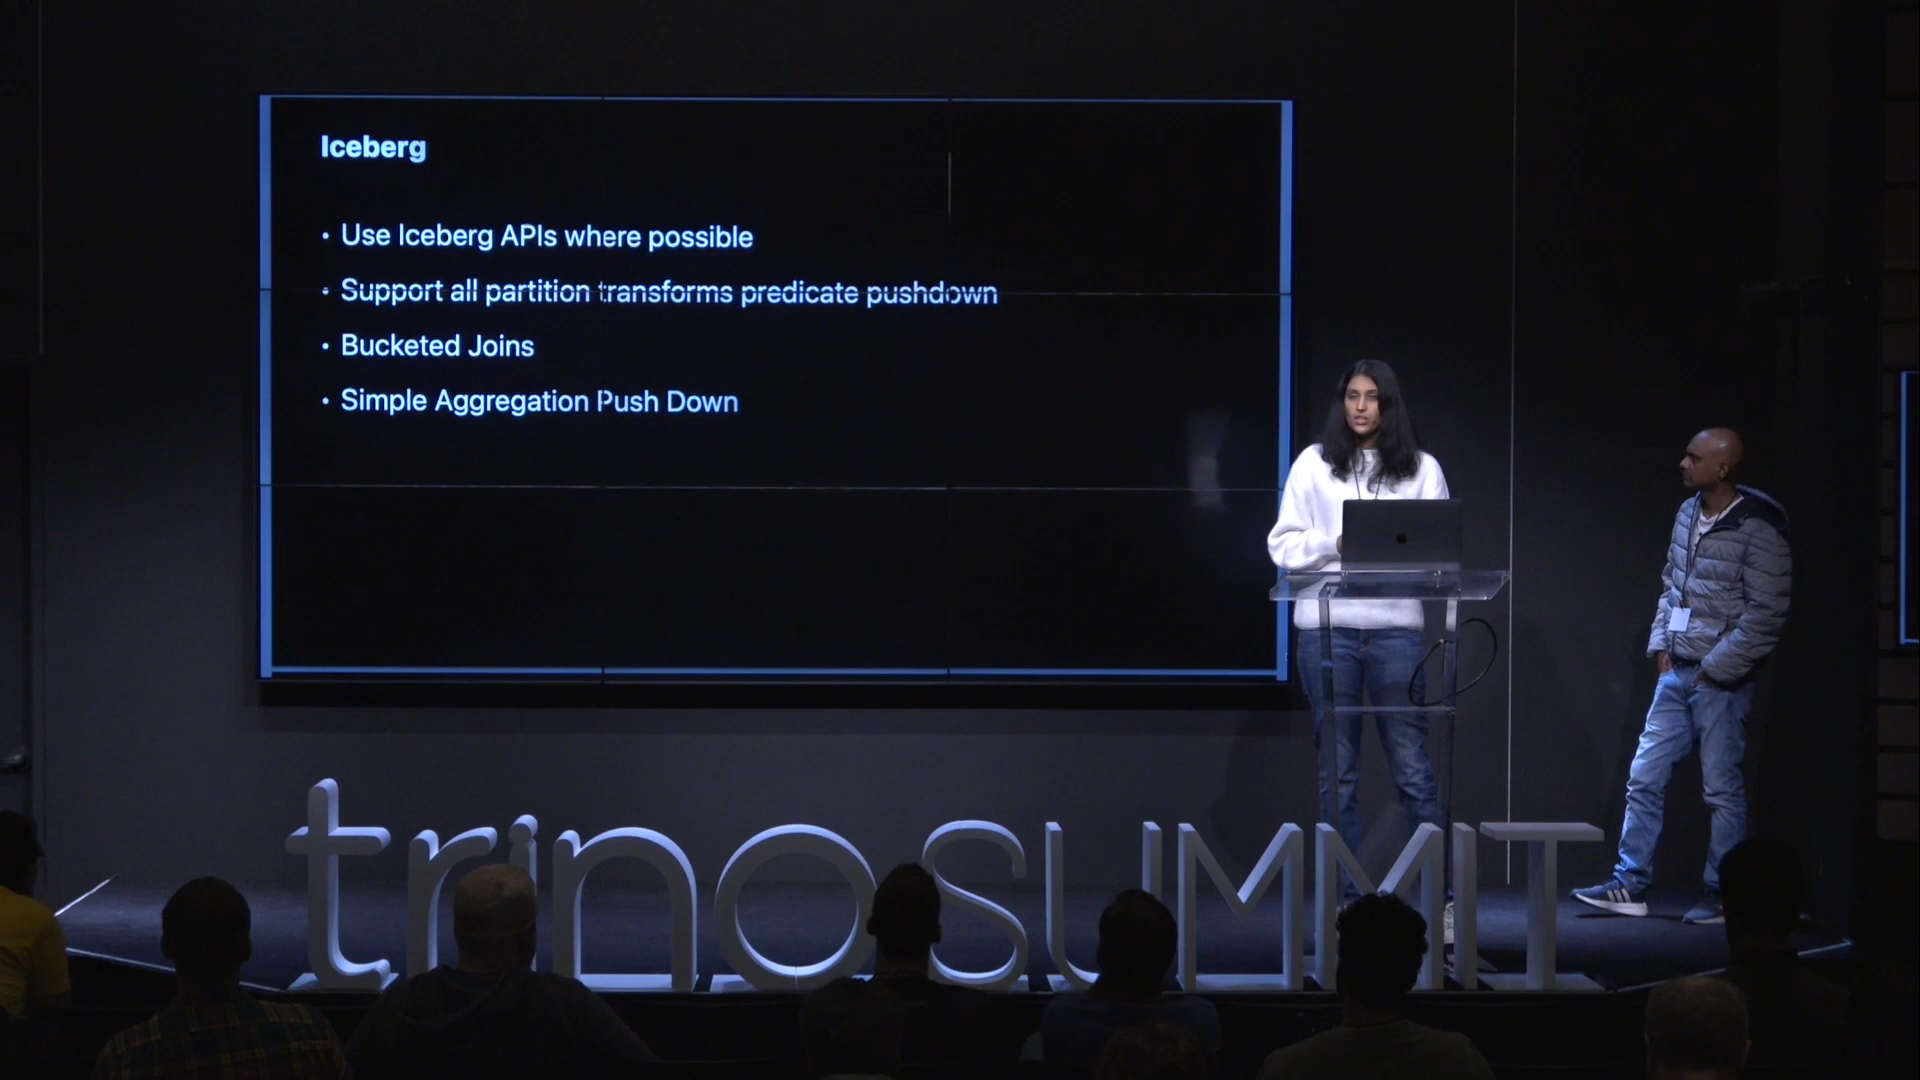 Iceberg
• Use Iceberg APIs where possible
• Support all partition transforms predicate pushdown
• Bucketed Joins
• Simple Aggregation Push Down
trinoSUMMIT